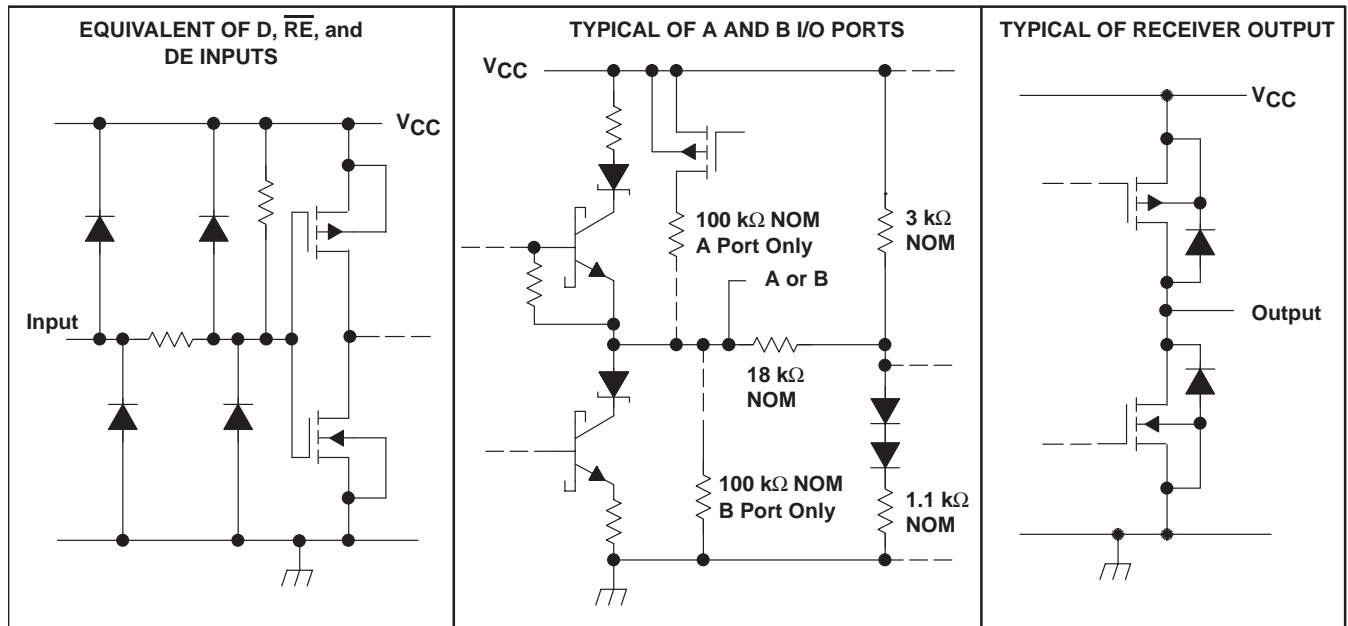 EQUIVALENT OF D, R̅E̅, and
DE INPUTS
VCC
Input
TYPICAL OF A AND B I/O PORTS
VCC
100 kΩ NOM
A Port Only
3 kΩ
NOM
A or B
18 kΩ
NOM
100 kΩ NOM
B Port Only
1.1 kΩ
NOM
TYPICAL OF RECEIVER OUTPUT
VCC
Output